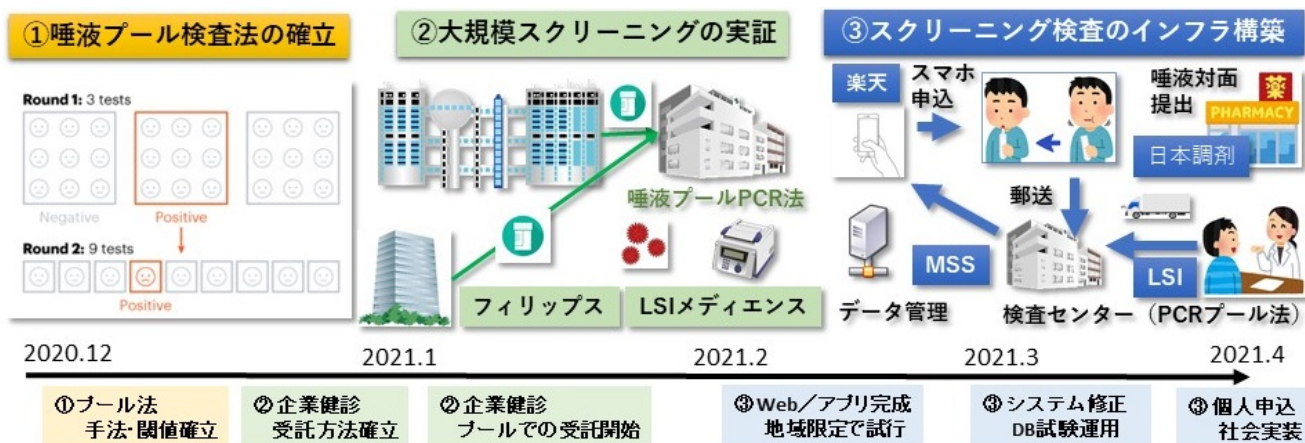 ①唾液プール検査法の確立
②大規模スクリーニングの実証
③スクリーニング検査のインフラ構築
Round 1: 3 tests
Negative
Positive
Round 2: 9 tests
Positive
唾液プールPCR法
フィリップス
LSIメディエンス
楽天
スマホ
申込
唾液対面
提出
薬
PHARMACY
日本調剤
郵送
MSS
LSI
データ管理
検査センター
(PCRプール法)
2020.12
2021.1
2021.2
2021.3
2021.4
①プール法
手法・閾値確立
②企業健診
受託方法確立
②企業健診
プールでの受託開始
③Web/アプリ完成
地域限定で試行
③システム修正
DB試験運用
③個人申込
社会実装